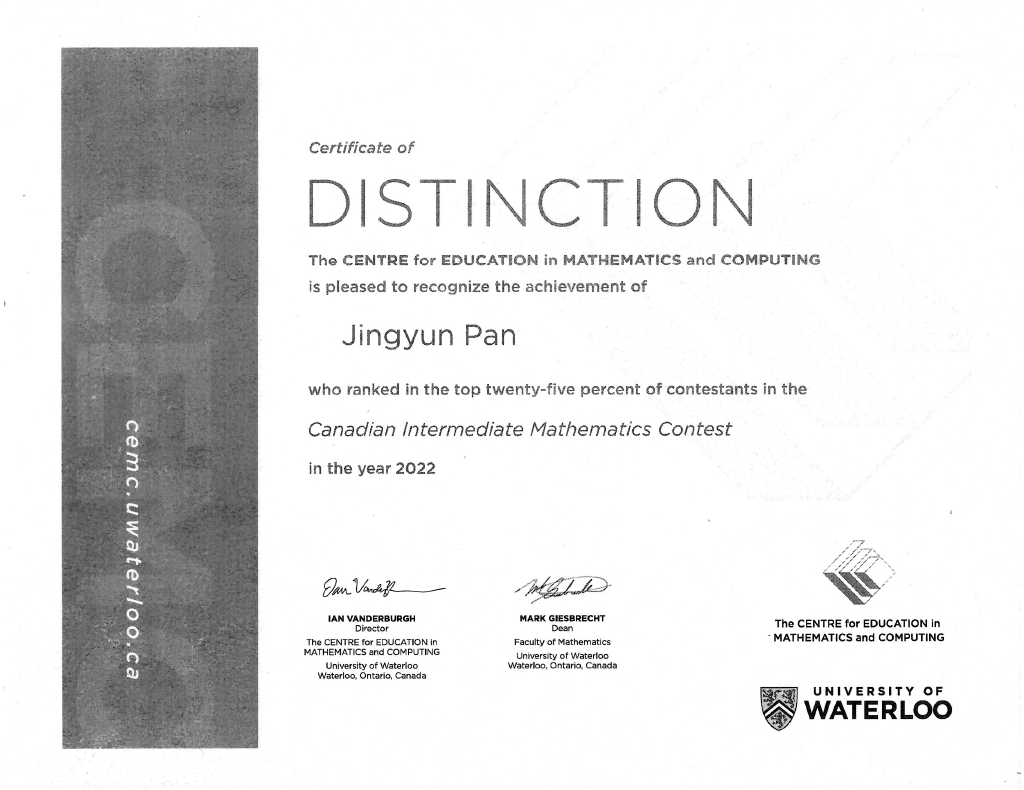 Certificate of
DISTINCTION
The CENTRE for EDUCATION in MATHEMATICS and COMPUTING
is pleased to recognize the achievement of
Jingyun Pan
who ranked in the top twenty-five percent of contestants in the
Canadian Intermediate Mathematics Contest
in the year 2022
CEMC
cemc.uwaterloo.ca
Ian Vanderburgh
IAN VANDERBURGH
Director
The CENTRE for EDUCATION in
MATHEMATICS and COMPUTING
University of Waterloo
Waterloo, Ontario, Canada
MARK GIESBRECHT
Dean
Faculty of Mathematics
University of Waterloo
Waterloo, Ontario, Canada
The CENTRE for EDUCATION in
MATHEMATICS and COMPUTING
UNIVERSITY OF
WATERLOO